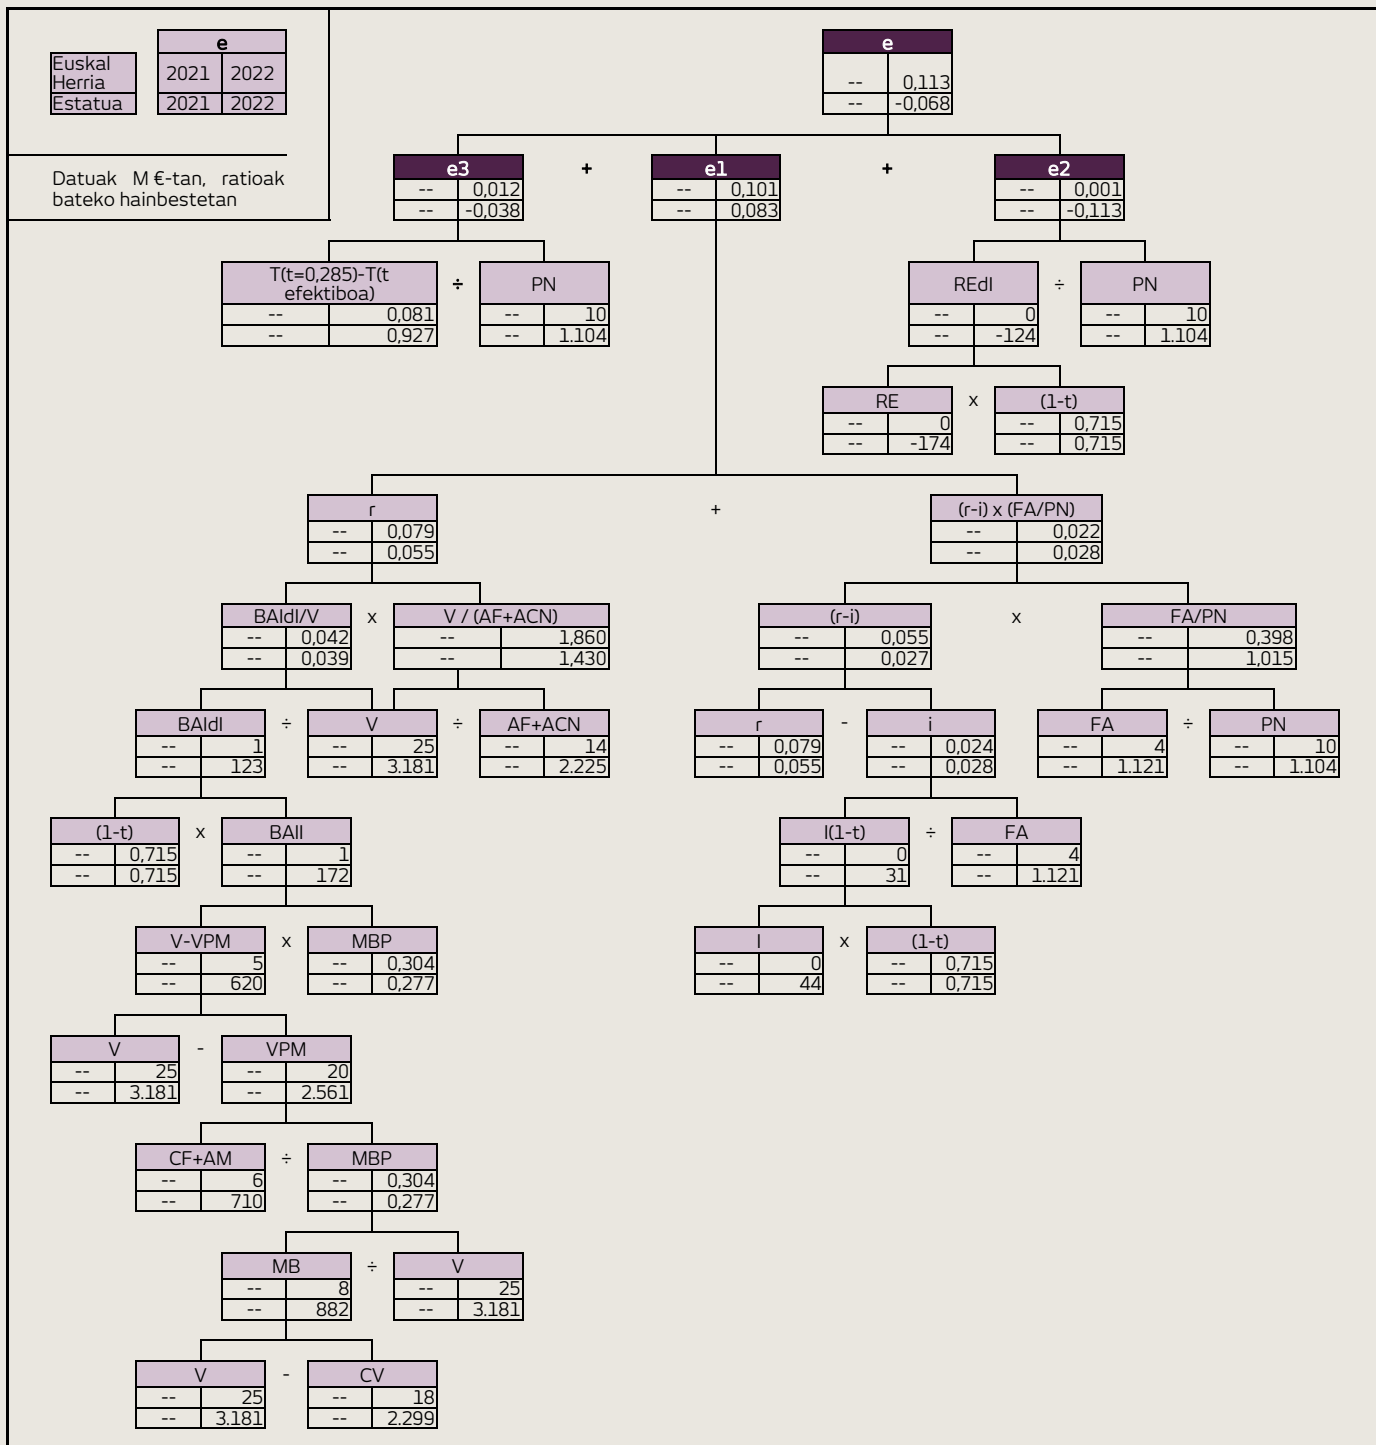 e
Euskal Herria 2021 2022
Estatua 2021 2022
Datuak M €-tan, ratioak
bateko hainbestetan
e
-- 0,113
-- -0,068
e3 + e1 + e2
-- 0,012 -- 0,101 -- 0,001
-- -0,038 -- 0,083 -- -0,113
T(t=0,285)-T(t
efektiboa) ÷ PN REdI ÷ PN
-- 0,081 -- 10 -- 0 -- 10
-- 0,927 -- 1.104 -- -124 -- 1.104
RE x (1-t)
-- 0 -- 0,715
-- -174 -- 0,715
r + (r-i) x (FA/PN)
-- 0,079 -- 0,022
-- 0,055 -- 0,028
BAIdI/V x V / (AF+ACN) (r-i) x FA/PN
-- 0,042 -- 1,860 -- 0,055 -- 0,398
-- 0,039 -- 1,430 -- 0,027 -- 1,015
BAIdI ÷ V ÷ AF+ACN r - i FA ÷ PN
-- 1 -- 25 -- 14 -- 0,079 -- 0,024 -- 4 -- 10
-- 123 -- 3.181 -- 2.225 -- 0,055 -- 0,028 -- 1.121 -- 1.104
(1-t) x BAII I(1-t) ÷ FA
-- 0,715 -- 1 -- 0 -- 4
-- 0,715 -- 172 -- 31 -- 1.121
V-VPM x MBP I x (1-t)
-- 5 -- 0,304 -- 0 -- 0,715
-- 620 -- 0,277 -- 44 -- 0,715
V - VPM
-- 25 -- 20
-- 3.181 -- 2.561
CF+AM ÷ MBP
-- 6 -- 0,304
-- 710 -- 0,277
MB ÷ V
-- 8 -- 25
-- 882 -- 3.181
V - CV
-- 25 -- 18
-- 3.181 -- 2.299